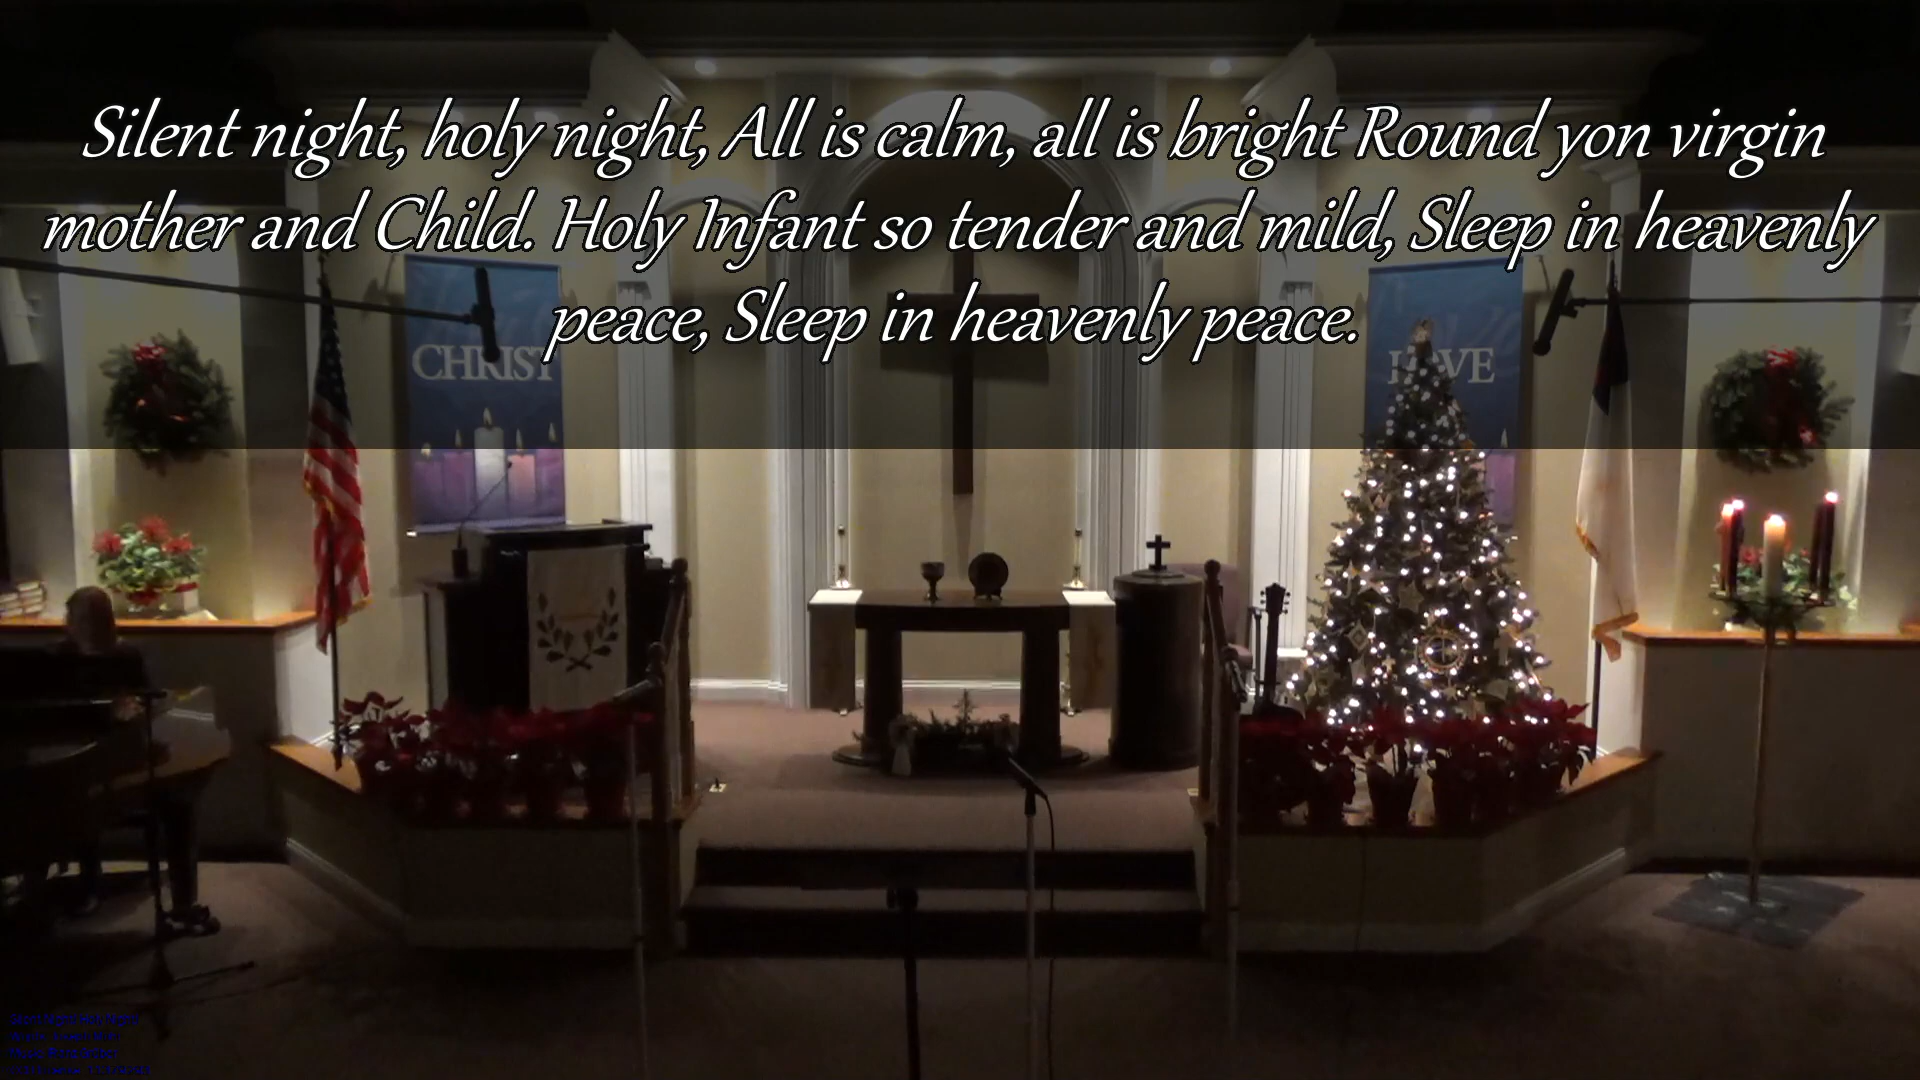 Silent night, holy night, All is calm, all is bright Round yon virgin
mother and Child. Holy Infant so tender and mild, Sleep in heavenly
peace, Sleep in heavenly peace.
CHRIST